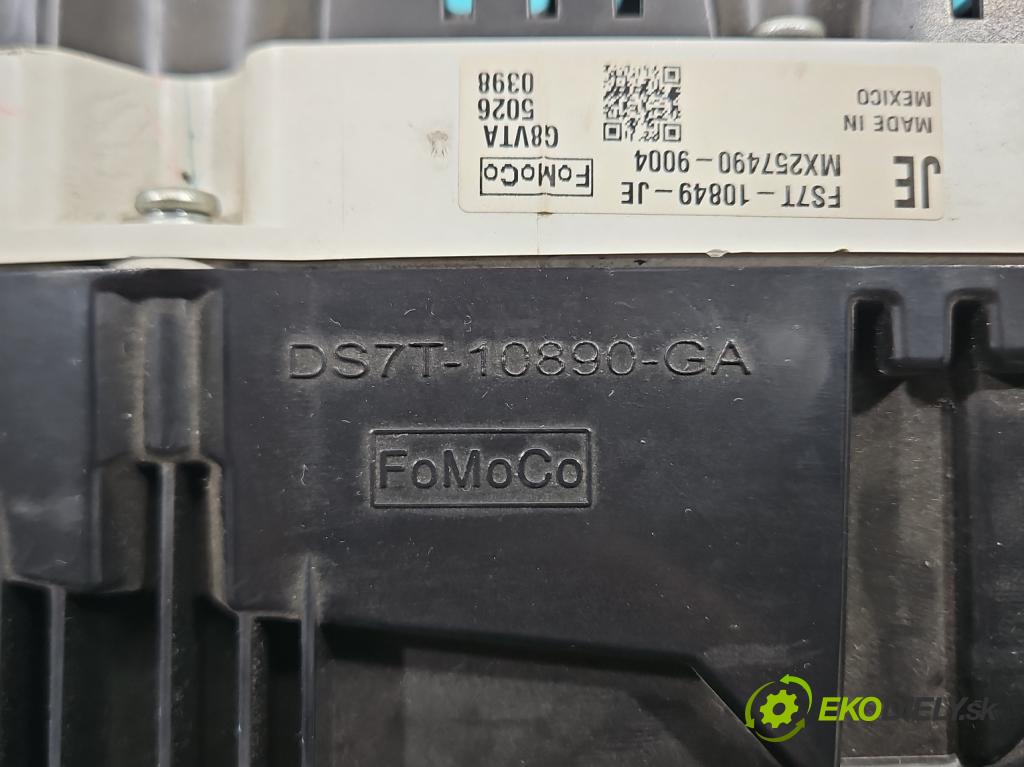 JE
FS7T-10849-JE
FoMoCo
G8VTA
MX257490-9004
5026
MADE IN
0398
MEXICO
DS7T-10890-GA
FoMoCo
EKODIELY.sk